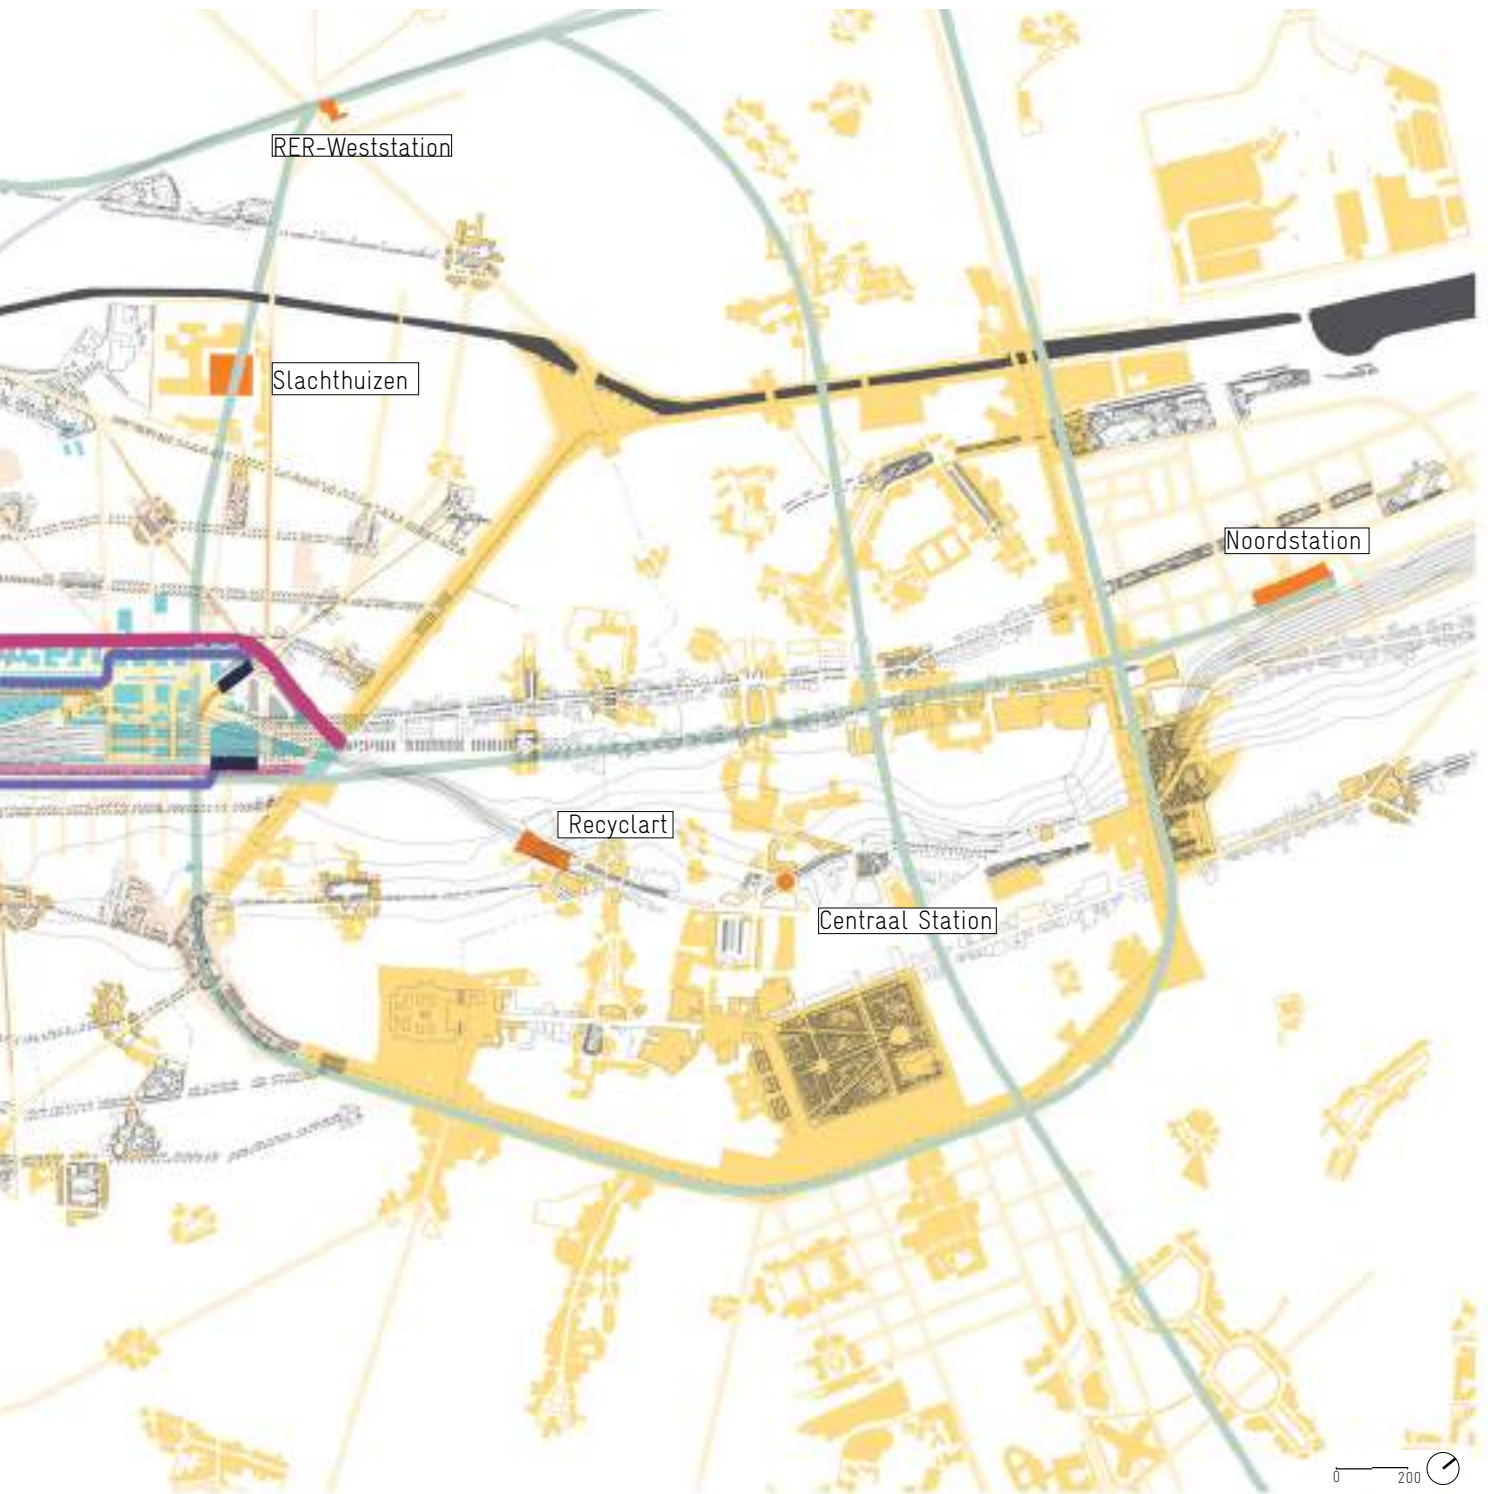 RER-Weststation
Slachthuizen
Noordstation
Recyclart
Centraal Station
0 200